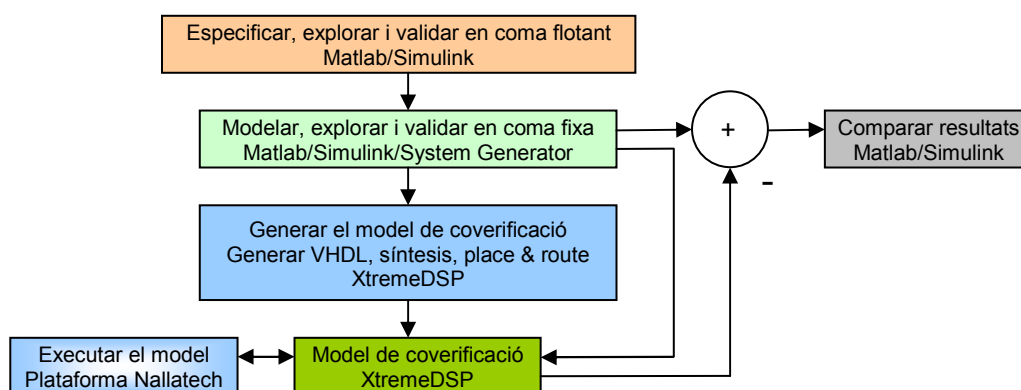 Especificar, explorar i validar en coma flotant
Matlab/Simulink
Modelar, explorar i validar en coma fixa
Matlab/Simulink/System Generator
+
Comparar resultats
Matlab/Simulink
-
Generar el model de coverificació
Generar VHDL, síntesis, place & route
XtremeDSP
Executar el model
Plataforma Nallatech
Model de coverificació
XtremeDSP